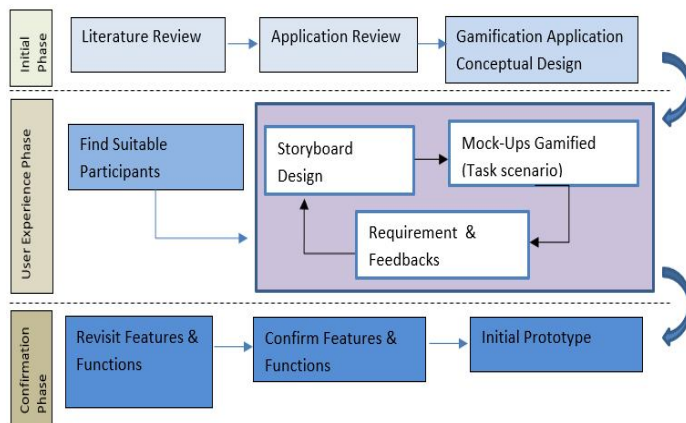 Initial
Phase
Literature Review
Application Review
Gamification Application
Conceptual Design
User Experience Phase
Find Suitable
Participants
Storyboard
Design
Mock-Ups Gamified
(Task scenario)
Requirement &
Feedbacks
Confirmation
Phase
Revisit Features &
Functions
Confirm Features &
Functions
Initial Prototype